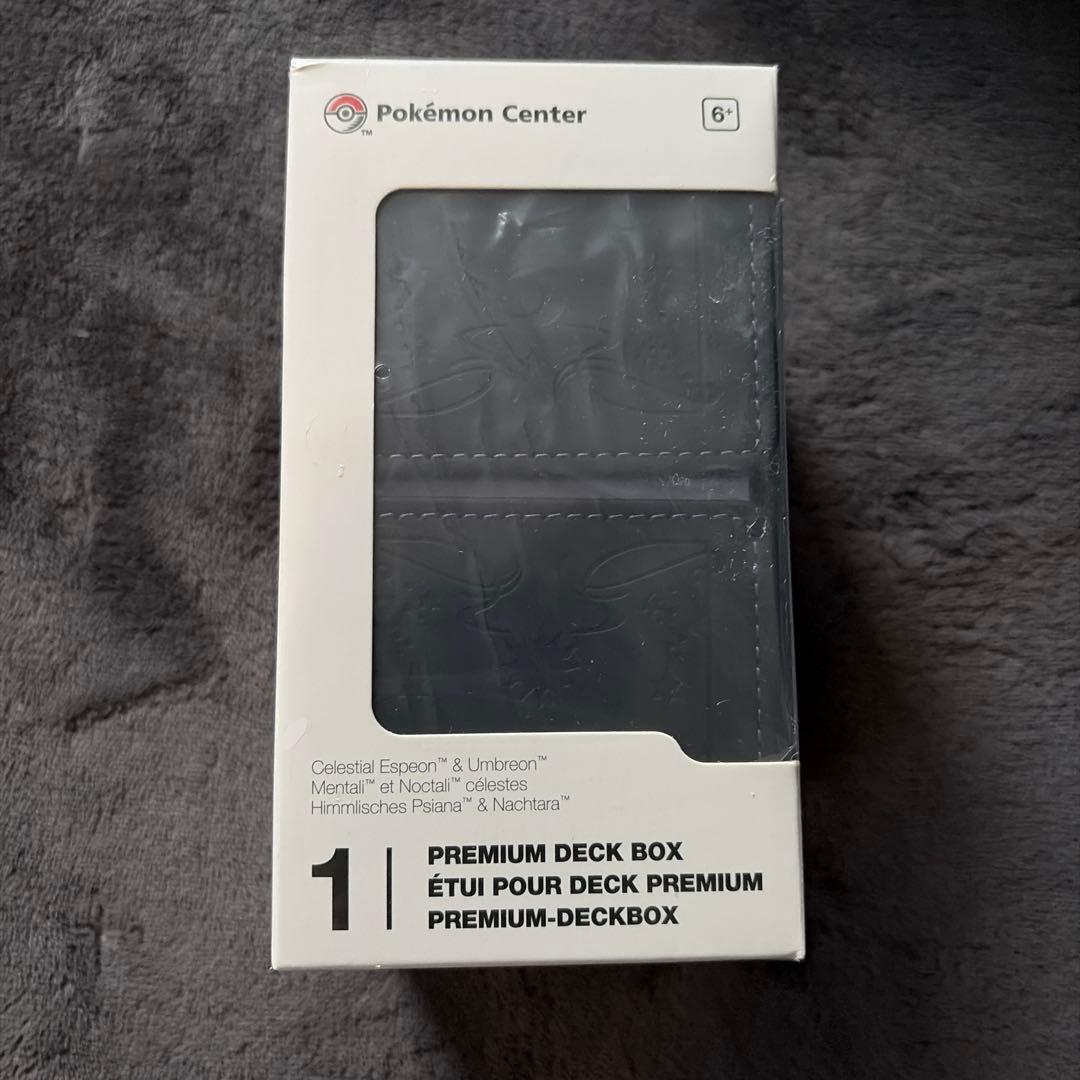 TM Pokémon Center
6+
Celestial Espeon™ & Umbreon™
Mentali™ et Noctali™ célestes
Himmlisches Psiana™ & Nachtara™
1
PREMIUM DECK BOX
ÉTUI POUR DECK PREMIUM
PREMIUM-DECKBOX